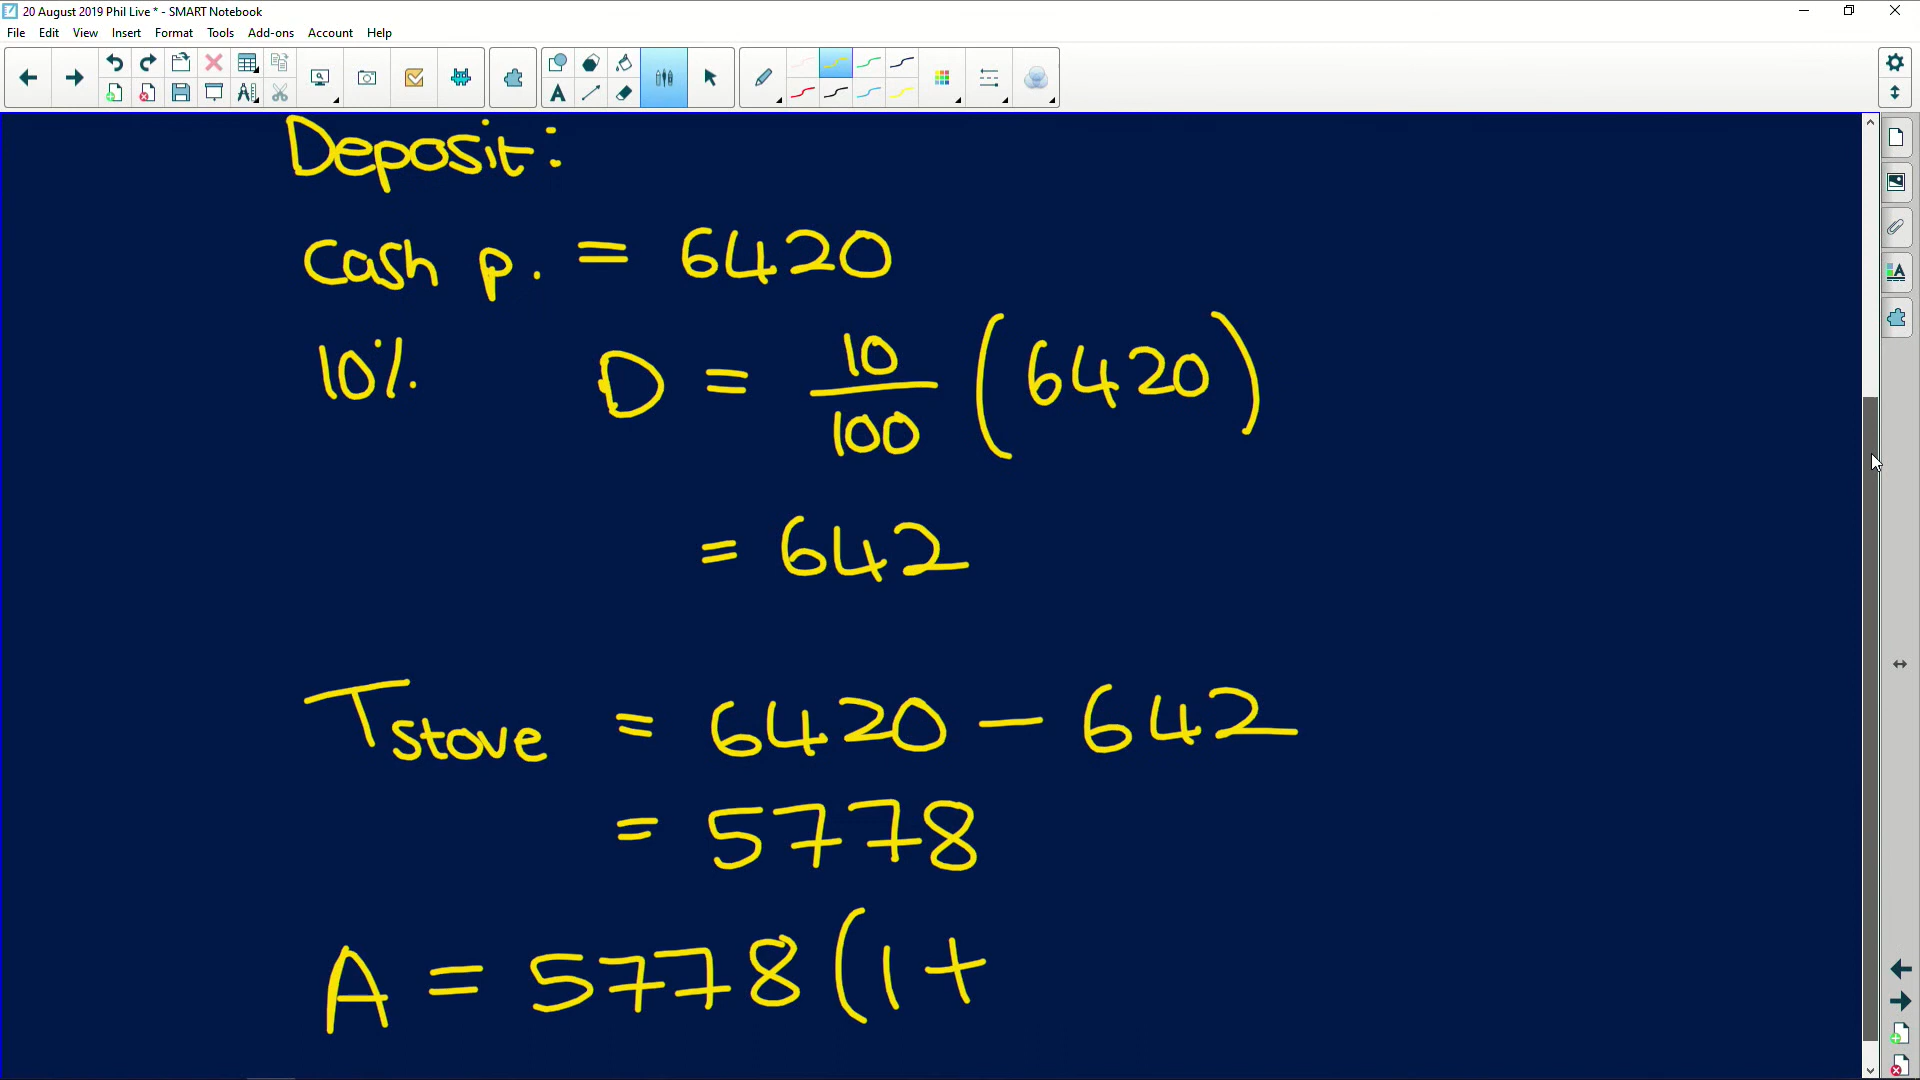 20 August 2019 Phil Live * - SMART Notebook
File Edit View Insert Format Tools Add-ons Account Help
Deposit:
Cash p. = 6420
10% D = 10/100 (6420)
= 642
Tstove = 6420 - 642
= 5778
A = 5778 (1 +